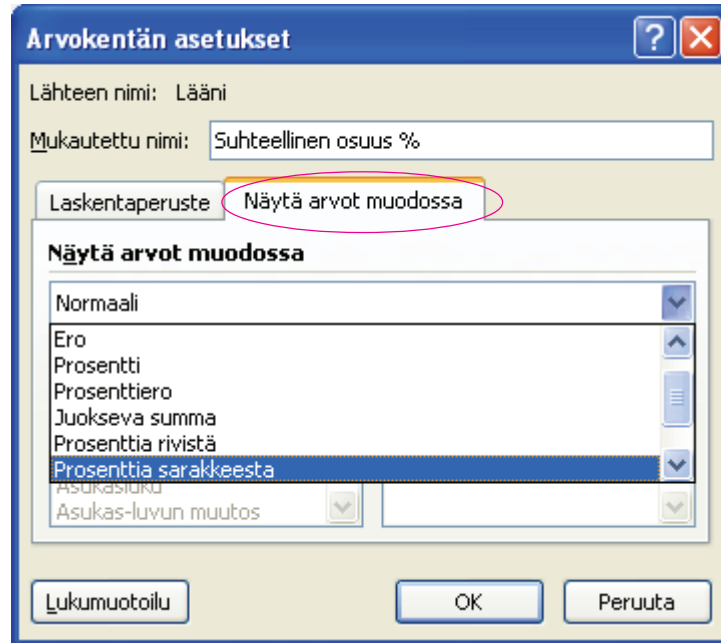 Arvokentän asetukset
Lähteen nimi: Lääni
Mukautettu nimi: Suhteellinen osuus %
Laskentaperuste Näytä arvot muodossa
Näytä arvot muodossa
Normaali
Ero
Prosentti
Prosenttiero
Juokseva summa
Prosenttia rivistä
Prosenttia sarakkeesta
Asukasluku
Asukas-luvun muutos
Lukumuotoilu OK Peruuta